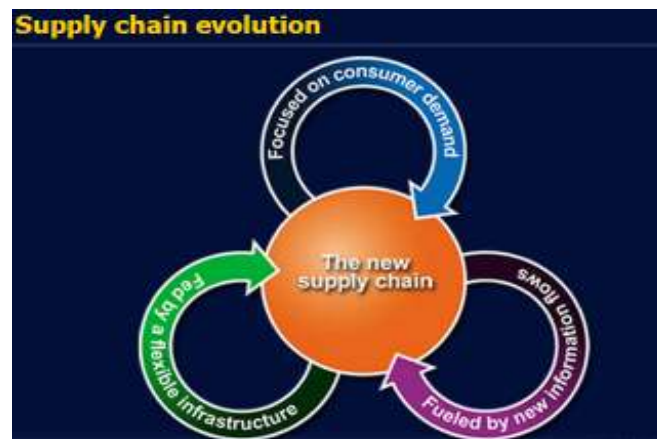 Supply chain evolution
Focused on consumer demand
The new
supply chain
Fed by a flexible infrastructure
Fueled by new information flows